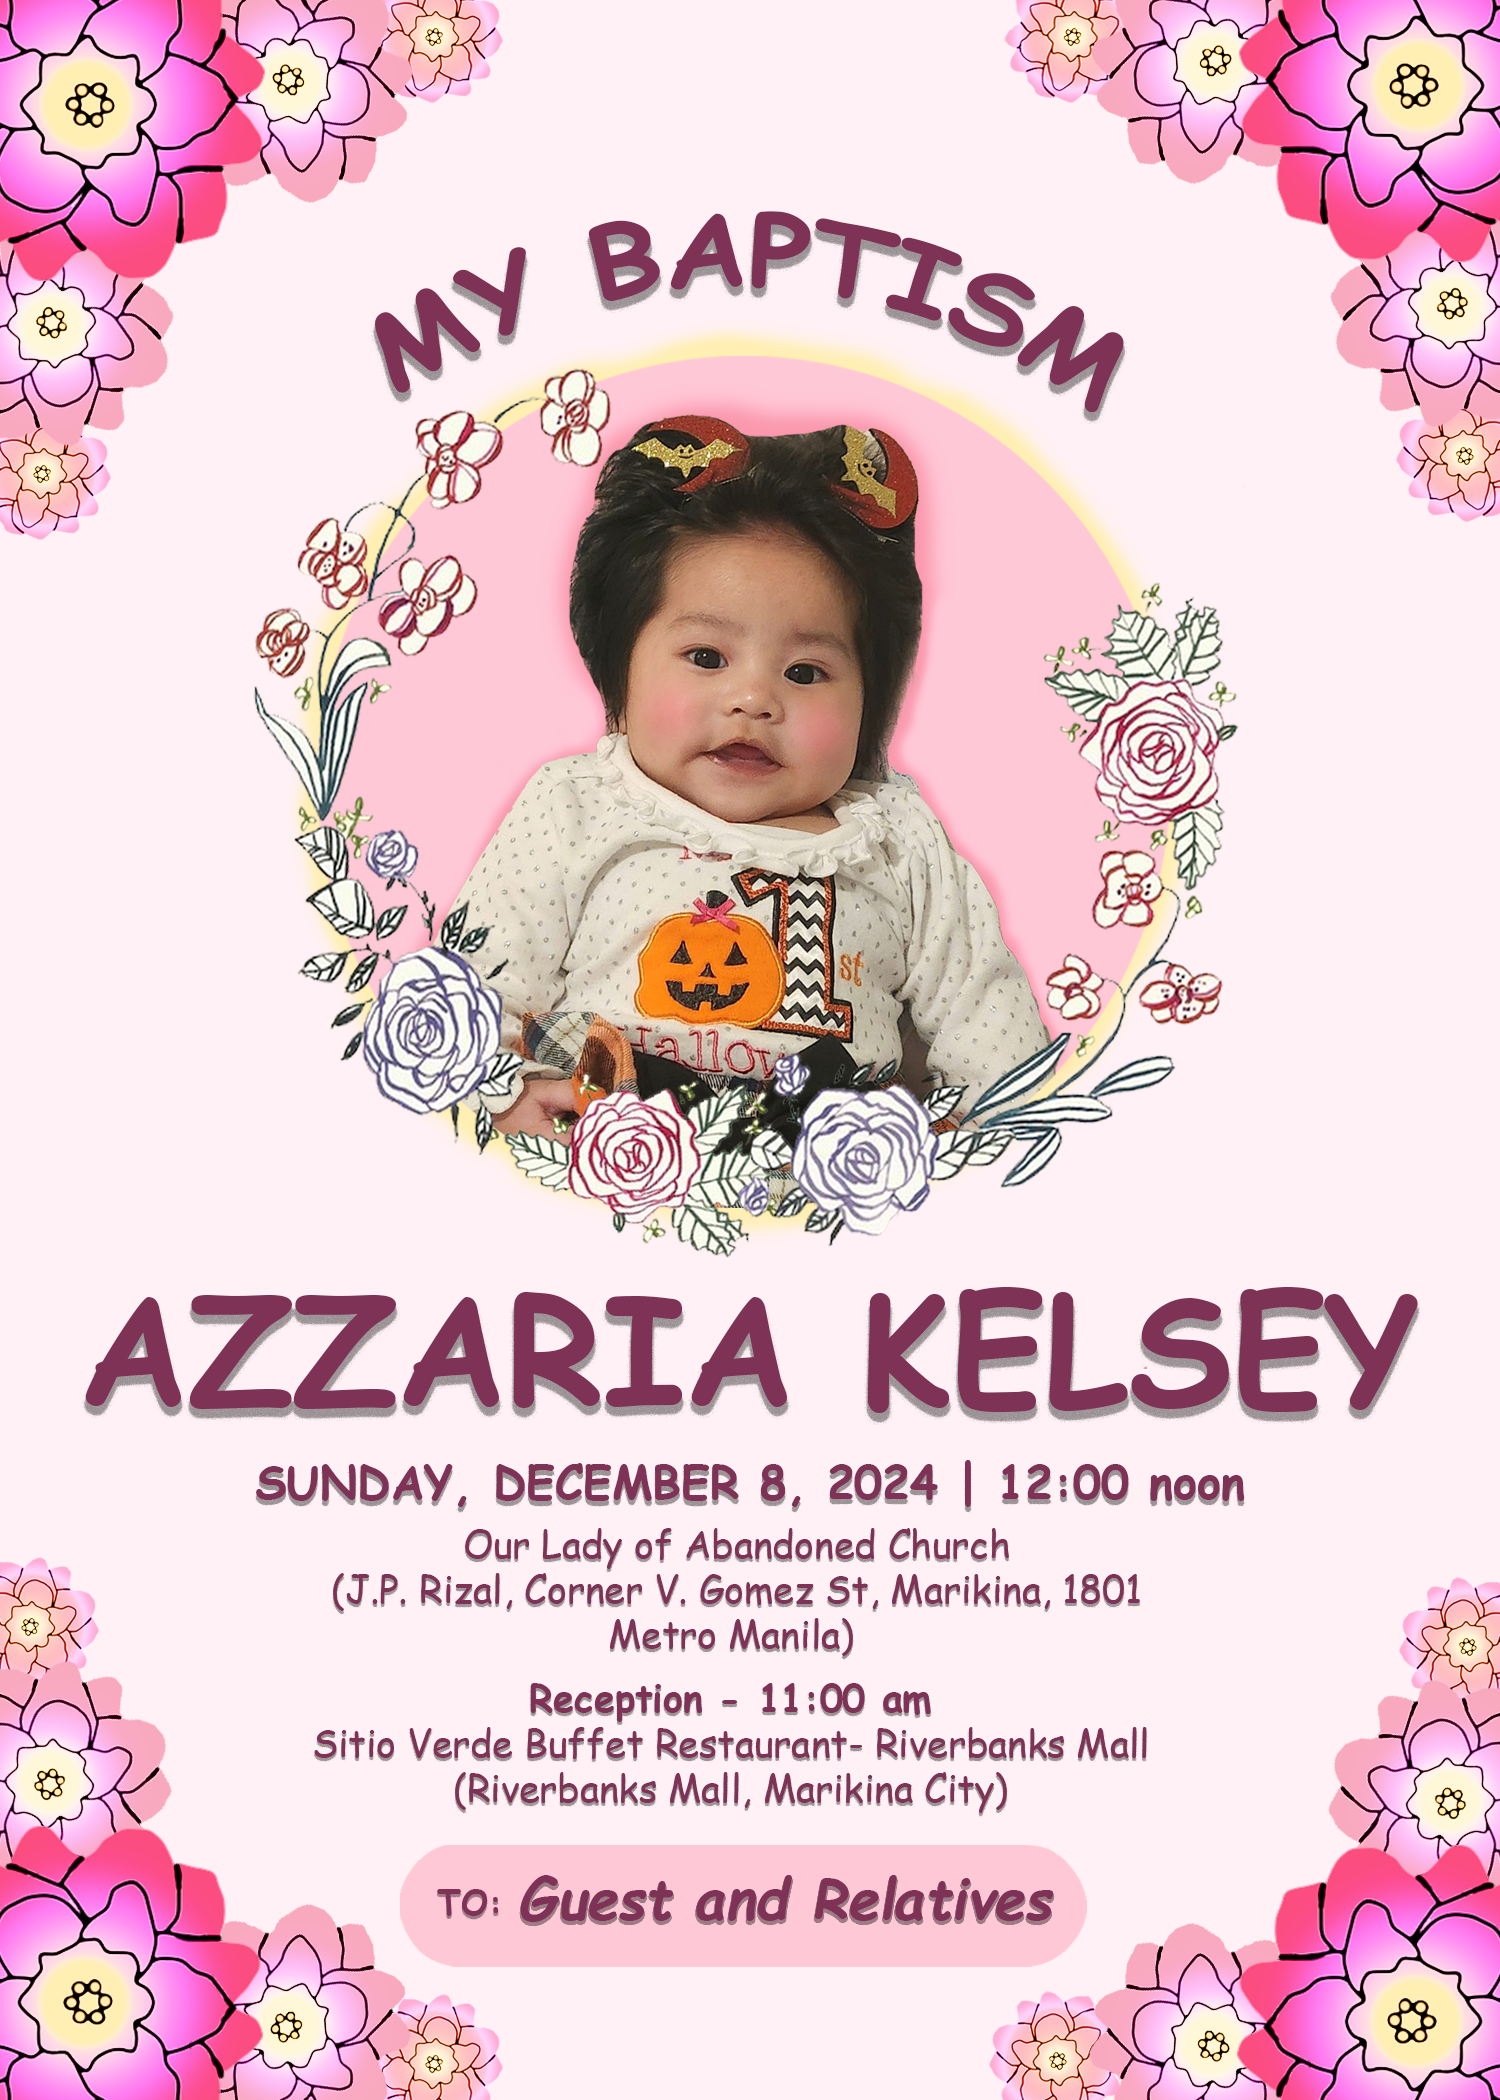 MY BAPTISM
1st
Hallow
AZZARIA KELSEY
SUNDAY, DECEMBER 8, 2024 | 12:00 noon
Our Lady of Abandoned Church
(J.P. Rizal, Corner V. Gomez St, Marikina, 1801
Metro Manila)
Reception - 11:00 am
Sitio Verde Buffet Restaurant- Riverbanks Mall
(Riverbanks Mall, Marikina City)
TO: Guest and Relatives